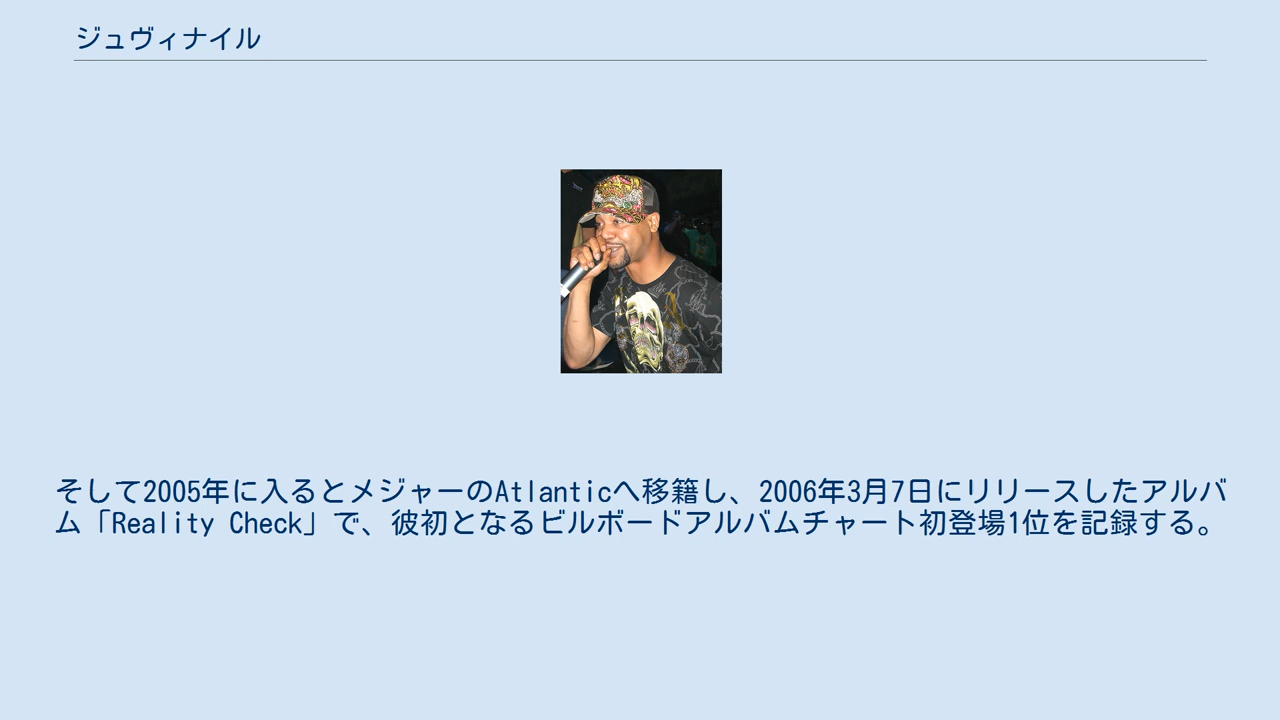 ジュヴィナイル
そして2005年に入るとメジャーのAtlanticへ移籍し、2006年3月7日にリリースしたアルバ
ム「Reality Check」で、彼初となるビルボードアルバムチャート初登場1位を記録する。